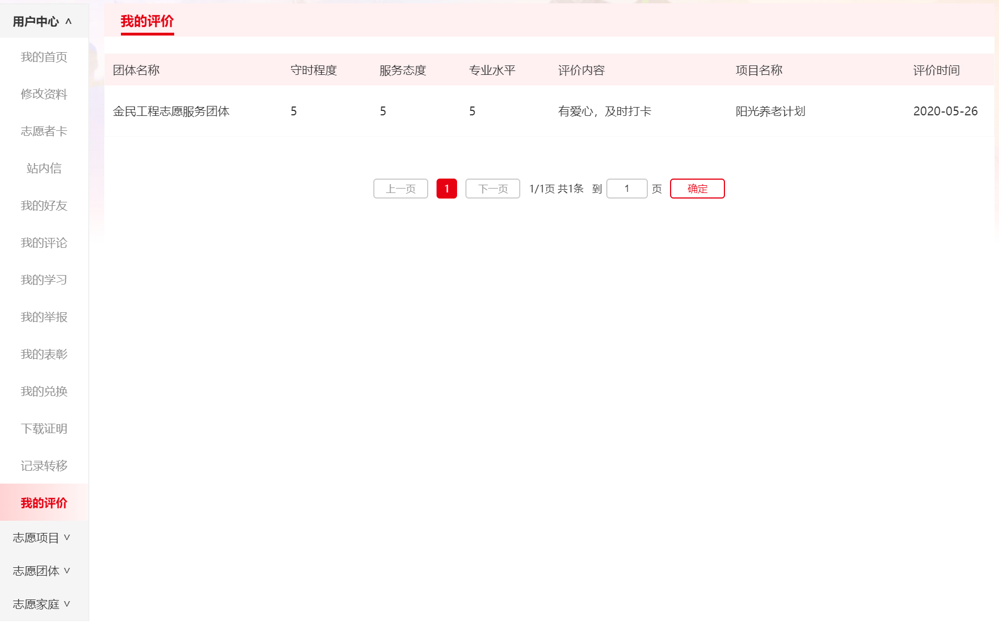 用户中心 ∧
我的首页
修改资料
志愿者卡
站内信
我的好友
我的评论
我的学习
我的举报
我的表彰
我的兑换
下载证明
记录转移
我的评价
志愿项目 ∨
志愿团体 ∨
志愿家庭 ∨
我的评价
团体名称 守时程度 服务态度 专业水平 评价内容 项目名称 评价时间
金民工程志愿服务团体 5 5 5 有爱心，及时打卡 阳光养老计划 2020-05-26
上一页 1 下一页 1/1页 共1条 到 1 页 确定